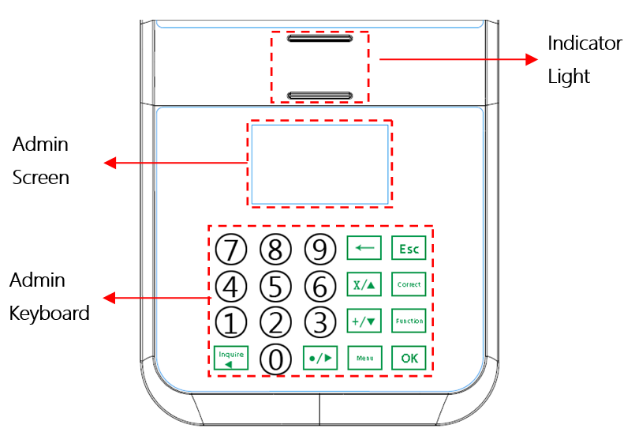 Indicator
Light
Admin
Screen
Admin
Keyboard
7 8 9 ← Esc
4 5 6 X/▲ Correct
1 2 3 +/▼ Function
Inquire
◀ 0 •/▶ Menu OK